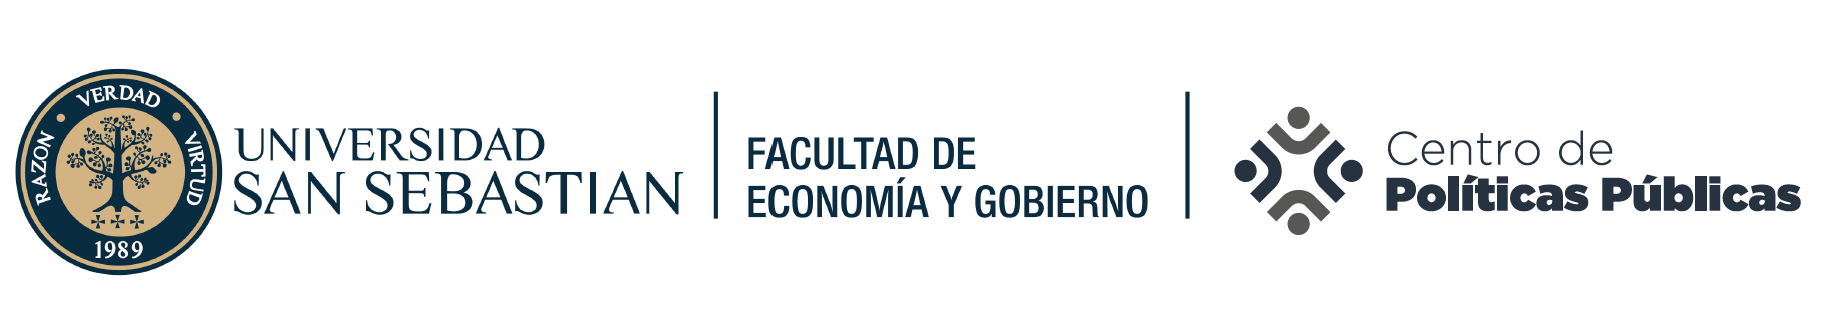 RAZON
VERDAD
VIRTUD
1989
UNIVERSIDAD
SAN SEBASTIAN
FACULTAD DE
ECONOMÍA Y GOBIERNO
Centro de
Políticas Públicas